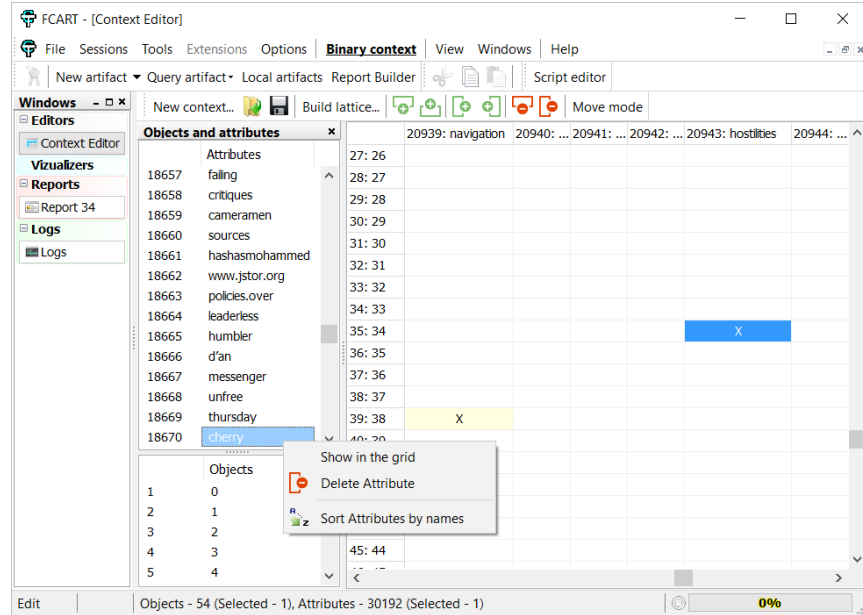 FCART - [Context Editor]
File Sessions Tools Extensions Options Binary context View Windows Help
New artifact Query artifact Local artifacts Report Builder Script editor
Windows
Editors
Context Editor
Vizualizers
Reports
Report 34
Logs
Logs
New context... Build lattice... Move mode
Objects and attributes
Attributes
18657 failing
18658 critiques
18659 cameramen
18660 sources
18661 hashasmohammed
18662 www.jstor.org
18663 policies.over
18664 leaderless
18665 humbler
18666 d'an
18667 messenger
18668 unfree
18669 thursday
18670 cherry
Objects
1 0
2 1
3 2
4 3
5 4
Show in the grid
Delete Attribute
Sort Attributes by names
20939: navigation 20940: ... 20941: ... 20942: ... 20943: hostilities 20944: ...
27: 26
28: 27
29: 28
30: 29
31: 30
32: 31
33: 32
34: 33
35: 34 X
36: 35
37: 36
38: 37
39: 38 X
45: 44
Edit Objects - 54 (Selected - 1), Attributes - 30192 (Selected - 1) 0%